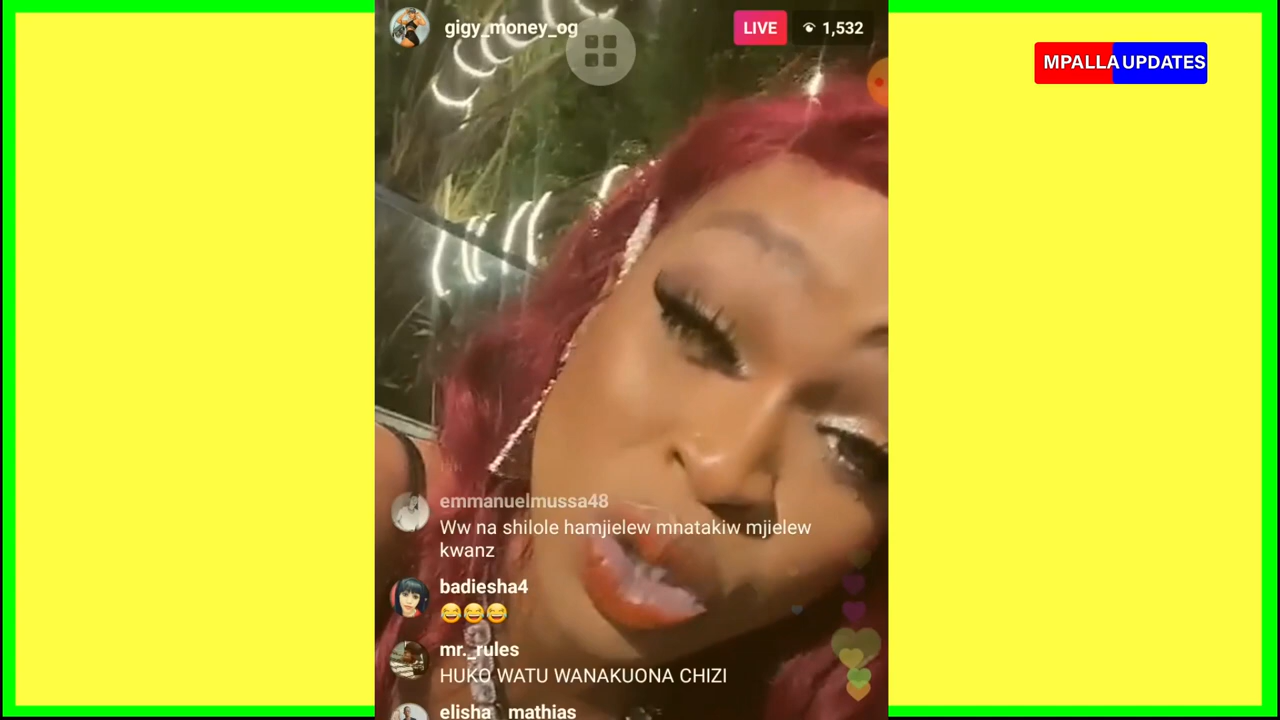 gigy_money_og
LIVE
1,532
MPALLA UPDATES
emmanuelmussa48
Ww na shilole hamjielew mnatakiw mjielew
kwanz
badiesha4
😂😂😂
mr._rules
HUKO WATU WANAKUONA CHIZI
elisha__mathias